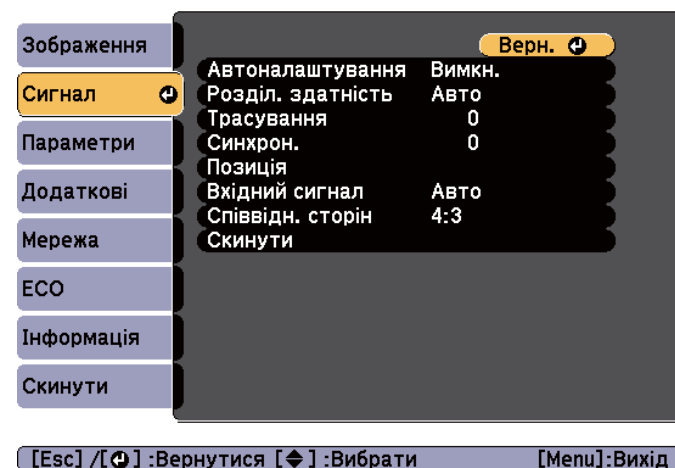 Зображення
Сигнал
Параметри
Додаткові
Мережа
ECO
Інформація
Скинути
Верн.
Автоналаштування Вимкн.
Розділ. здатність Авто
Трасування 0
Синхрон. 0
Позиція
Вхідний сигнал Авто
Співвідн. сторін 4:3
Скинути
[Esc] /[⏎] :Вернутися [◆] :Вибрати [Menu]:Вихід